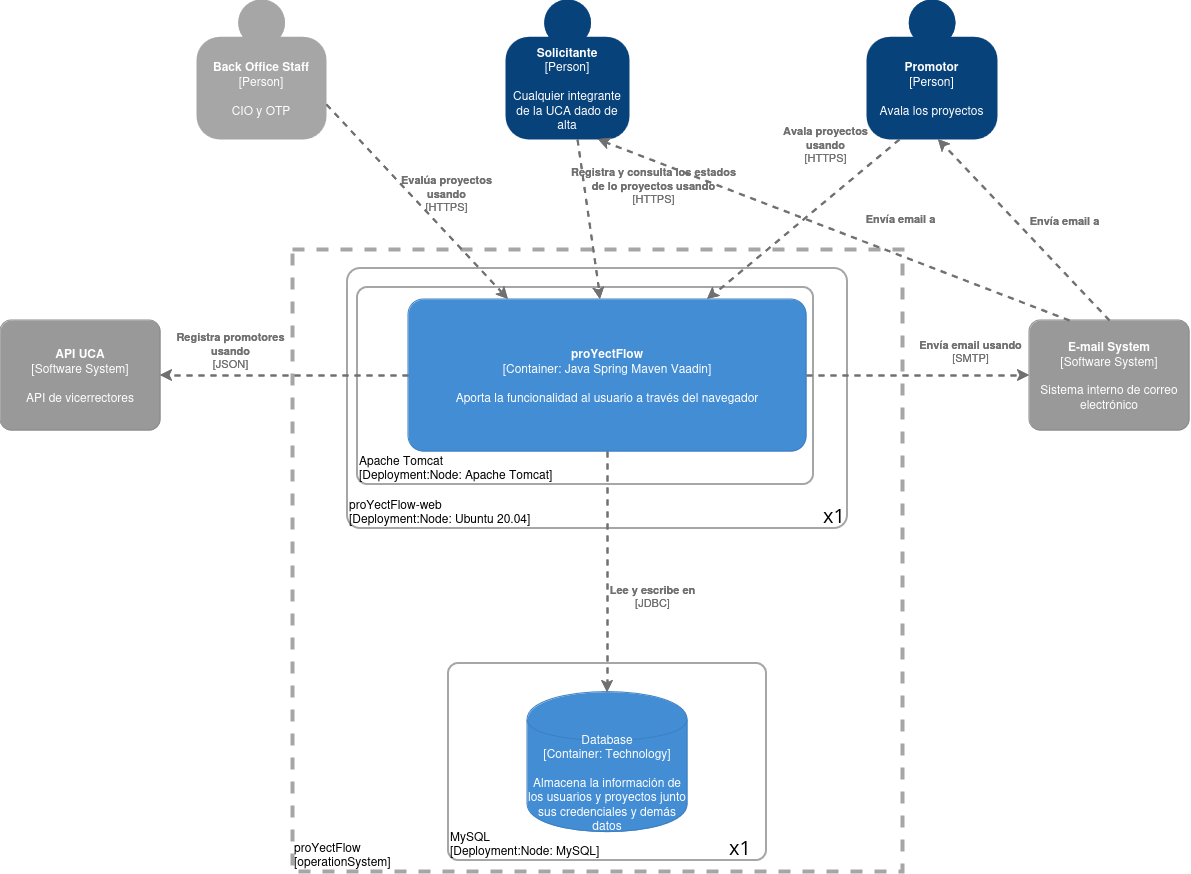 Back Office Staff
[Person]
CIO y OTP
Solicitante
[Person]
Cualquier integrante
de la UCA dado de
alta
Promotor
[Person]
Avala los proyectos
Avala proyectos
usando
[HTTPS]
Evalúa proyectos
usando
[HTTPS]
Registra y consulta los estados
de lo proyectos usando
[HTTPS]
Envía email a
Envía email a
API UCA
[Software System]
API de vicerrectores
Registra promotores
usando
[JSON]
proYectFlow
[Container: Java Spring Maven Vaadin]
Aporta la funcionalidad al usuario a través del navegador
Envía email usando
[SMTP]
E-mail System
[Software System]
Sistema interno de correo
electrónico
Apache Tomcat
[Deployment:Node: Apache Tomcat]
proYectFlow-web
[Deployment:Node: Ubuntu 20.04]
x1
Lee y escribe en
[JDBC]
Database
[Container: Technology]
Almacena la información de
los usuarios y proyectos junto
sus credenciales y demás
datos
MySQL
[Deployment:Node: MySQL]
x1
proYectFlow
[operationSystem]